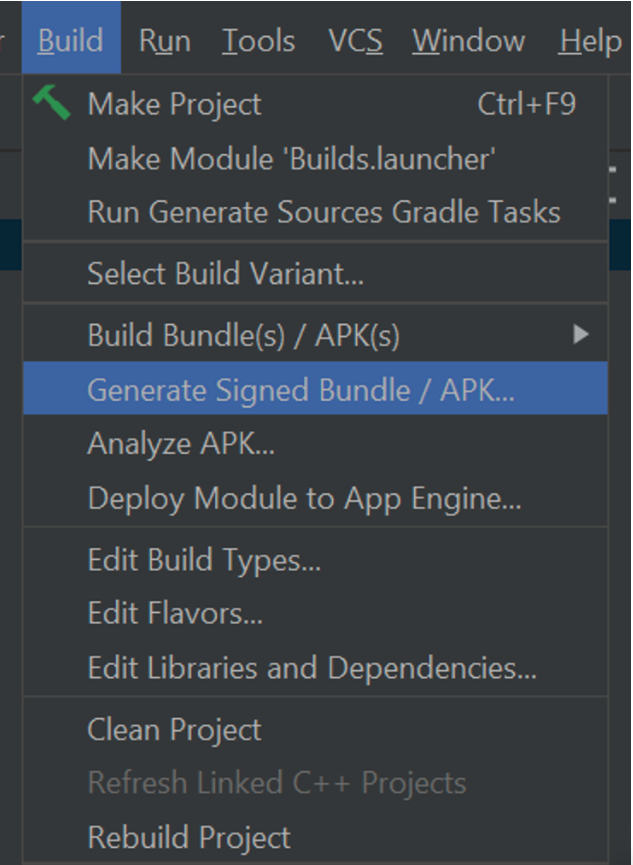 Build Run Tools VCS Window Help
Make Project Ctrl+F9
Make Module 'Builds.launcher'
Run Generate Sources Gradle Tasks
Select Build Variant...
Build Bundle(s) / APK(s)
Generate Signed Bundle / APK...
Analyze APK...
Deploy Module to App Engine...
Edit Build Types...
Edit Flavors...
Edit Libraries and Dependencies...
Clean Project
Refresh Linked C++ Projects
Rebuild Project